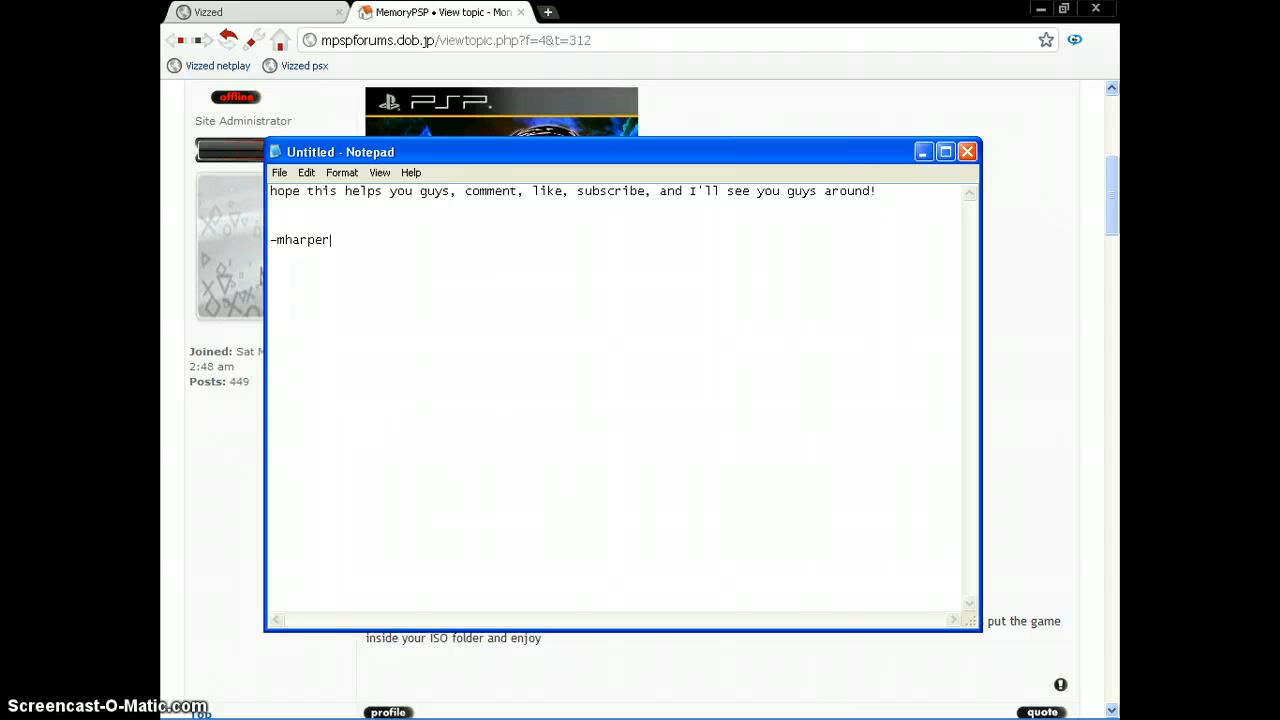 Vizzed
MemoryPSP • View topic - Mon
mpspforums.dob.jp/viewtopic.php?f=4&t=312
Vizzed netplay
Vizzed psx
offline
Site Administrator
PSP.
Untitled - Notepad
File Edit Format View Help
hope this helps you guys, comment, like, subscribe, and I'll see you guys around!
-mharper
Joined: Sat M
2:48 am
Posts: 449
put the game
inside your ISO folder and enjoy
Screencast-O-Matic.com
Top
profile
quote